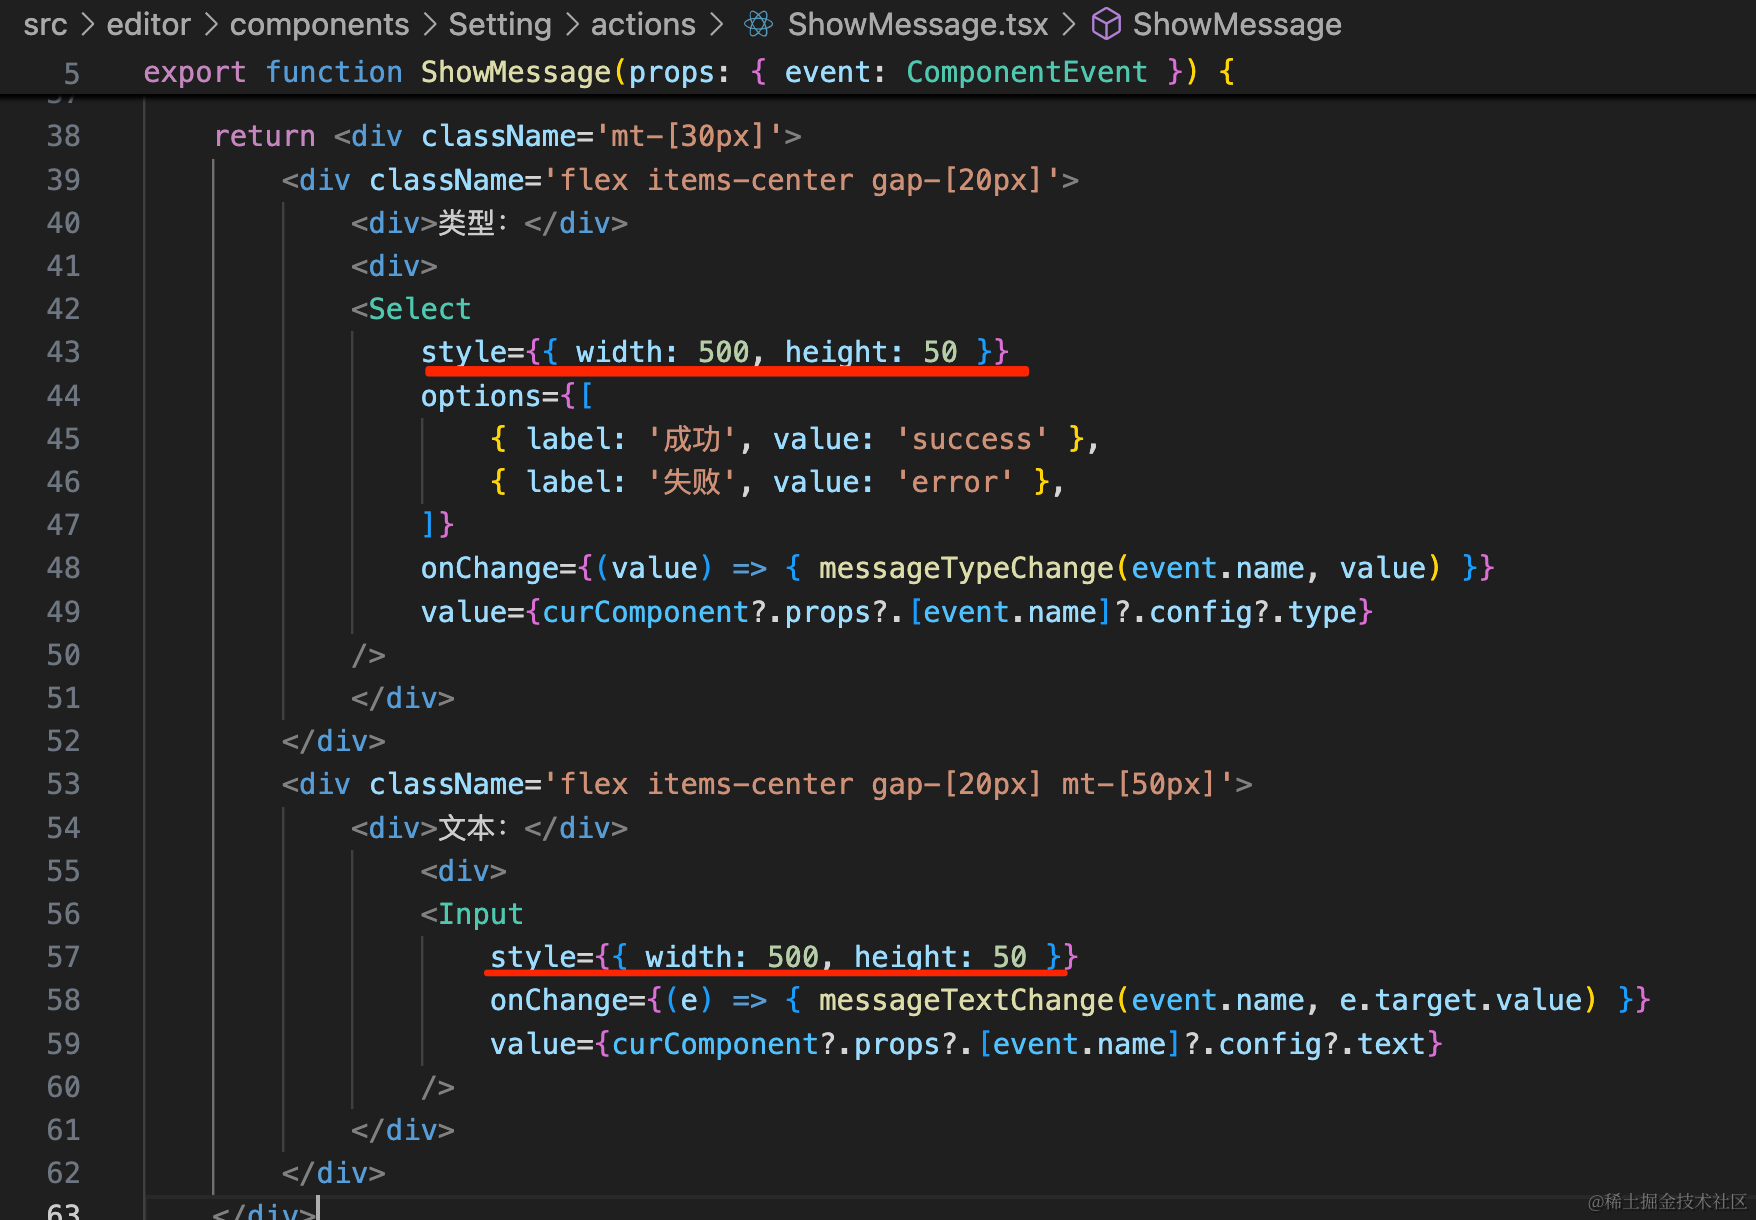 src > editor > components > Setting > actions > ShowMessage.tsx > ShowMessage
5 export function ShowMessage(props: { event: ComponentEvent }) {
37
38 return <div className='mt-[30px]'>
39 <div className='flex items-center gap-[20px]'>
40 <div>类型：</div>
41 <div>
42 <Select
43 style={{ width: 500, height: 50 }}
44 options={[
45 { label: '成功', value: 'success' },
46 { label: '失败', value: 'error' },
47 ]}
48 onChange={(value) => { messageTypeChange(event.name, value) }}
49 value={curComponent?.props?.[event.name]?.config?.type}
50 />
51 </div>
52 </div>
53 <div className='flex items-center gap-[20px] mt-[50px]'>
54 <div>文本：</div>
55 <div>
56 <Input
57 style={{ width: 500, height: 50 }}
58 onChange={(e) => { messageTextChange(event.name, e.target.value) }}
59 value={curComponent?.props?.[event.name]?.config?.text}
60 />
61 </div>
62 </div>
63 </div>
@稀土掘金技术社区